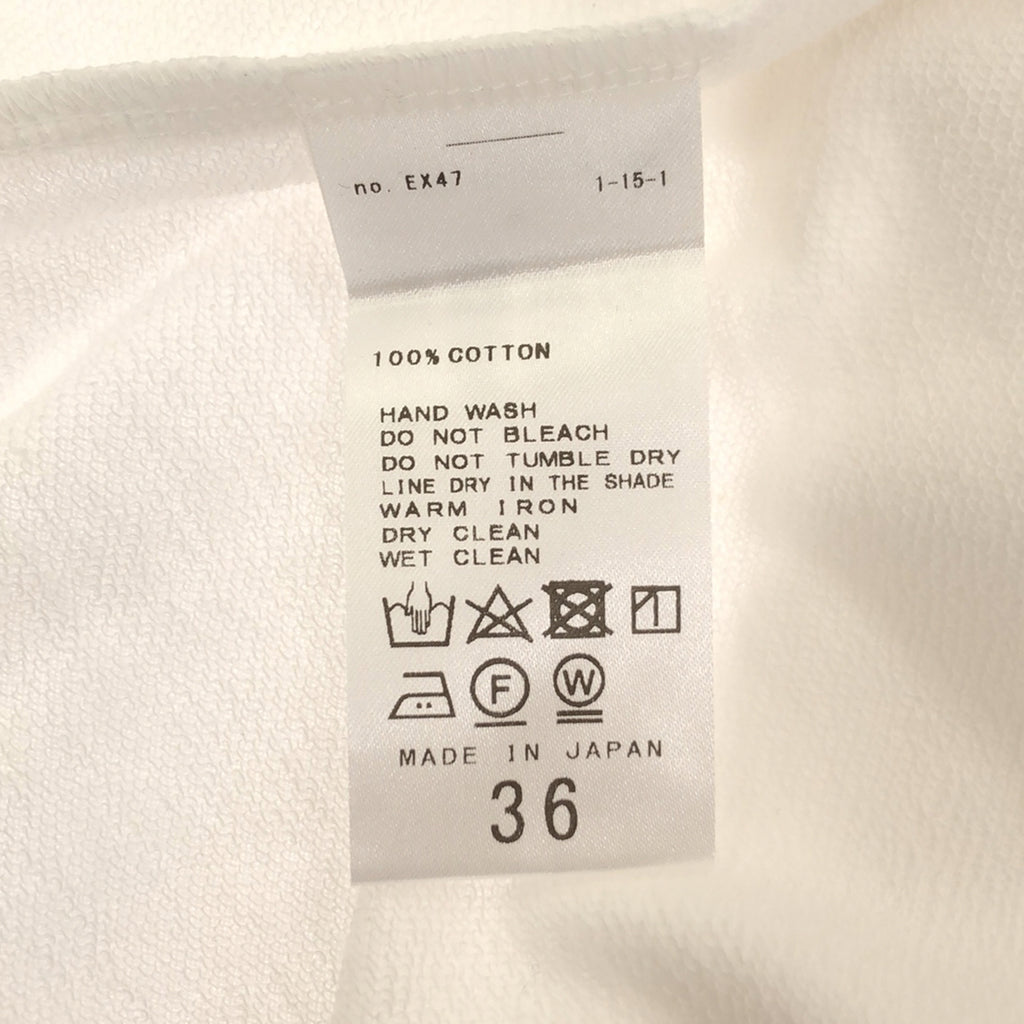 no. EX47 1-15-1
100% COTTON
HAND WASH
DO NOT BLEACH
DO NOT TUMBLE DRY
LINE DRY IN THE SHADE
WARM IRON
DRY CLEAN
WET CLEAN
F W
MADE IN JAPAN
36